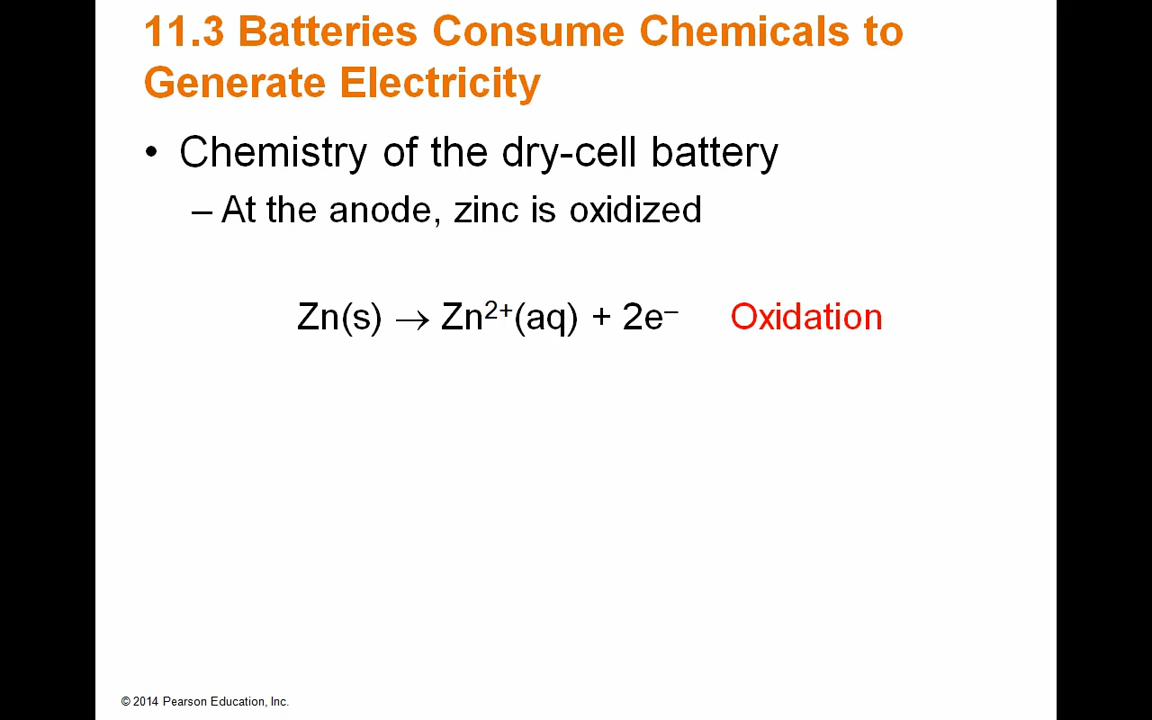 11.3 Batteries Consume Chemicals to
Generate Electricity
• Chemistry of the dry-cell battery
– At the anode, zinc is oxidized
Zn(s) → Zn²⁺(aq) + 2e⁻ Oxidation
© 2014 Pearson Education, Inc.